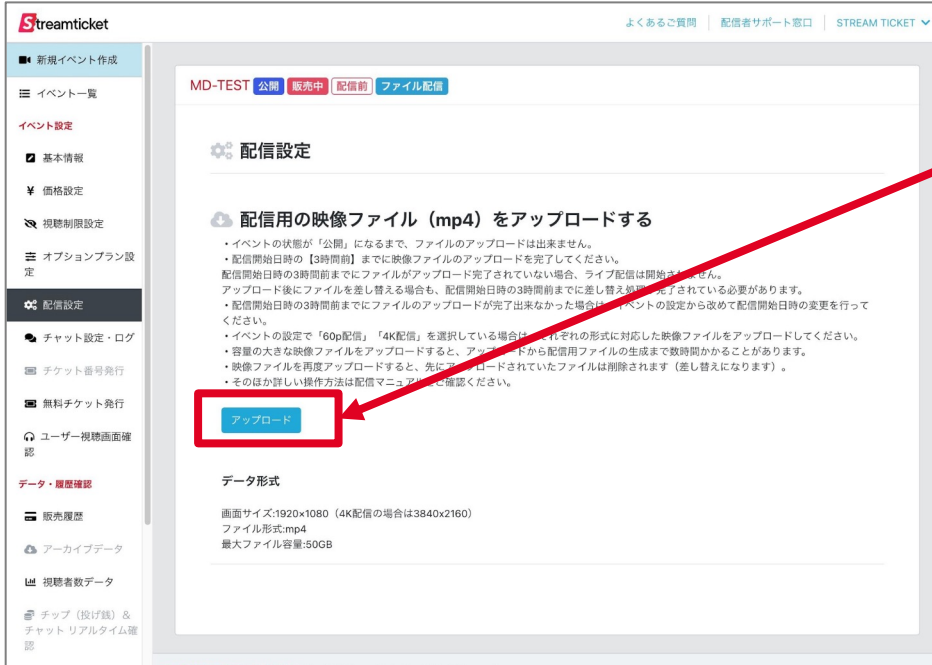 Streamticket
よくあるご質問
配信者サポート窓口
STREAM TICKET
新規イベント作成
イベント一覧
イベント設定
基本情報
価格設定
視聴制限設定
オプションプラン設
定
配信設定
チャット設定・ログ
チケット番号発行
無料チケット発行
ユーザー視聴画面確
認
データ・履歴確認
販売履歴
アーカイブデータ
視聴者数データ
チップ（投げ銭）&
チャット リアルタイム確
認
MD-TEST 公開 販売中 配信前 ファイル配信
配信設定
配信用の映像ファイル（mp4）をアップロードする
・イベントの状態が「公開」になるまで、ファイルのアップロードは出来ません。
・配信開始日時の【3時間前】までに映像ファイルのアップロードを完了してください。
配信開始日時の3時間前までにファイルがアップロード完了されていない場合、ライブ配信は開始されません。
アップロード後にファイルを差し替える場合も、配信開始日時の3時間前までに差し替え処理 完了されている必要があります。
・配信開始日時の3時間前までにファイルのアップロードが完了出来なかった場合は イベントの設定から改めて配信開始日時の変更を行って
ください。
・イベントの設定で「60p配信」「4K配信」を選択している場合は それぞれの形式に対応した映像ファイルをアップロードしてください。
・容量の大きな映像ファイルをアップロードすると、アップロードから配信用ファイルの生成まで数時間かかることがあります。
・映像ファイルを再度アップロードすると、先にアップロードされていたファイルは削除されます（差し替えになります）。
・そのほか詳しい操作方法は配信マニュアル ご確認ください。
アップロード
データ形式
画面サイズ:1920×1080（4K配信の場合は3840x2160）
ファイル形式:mp4
最大ファイル容量:50GB